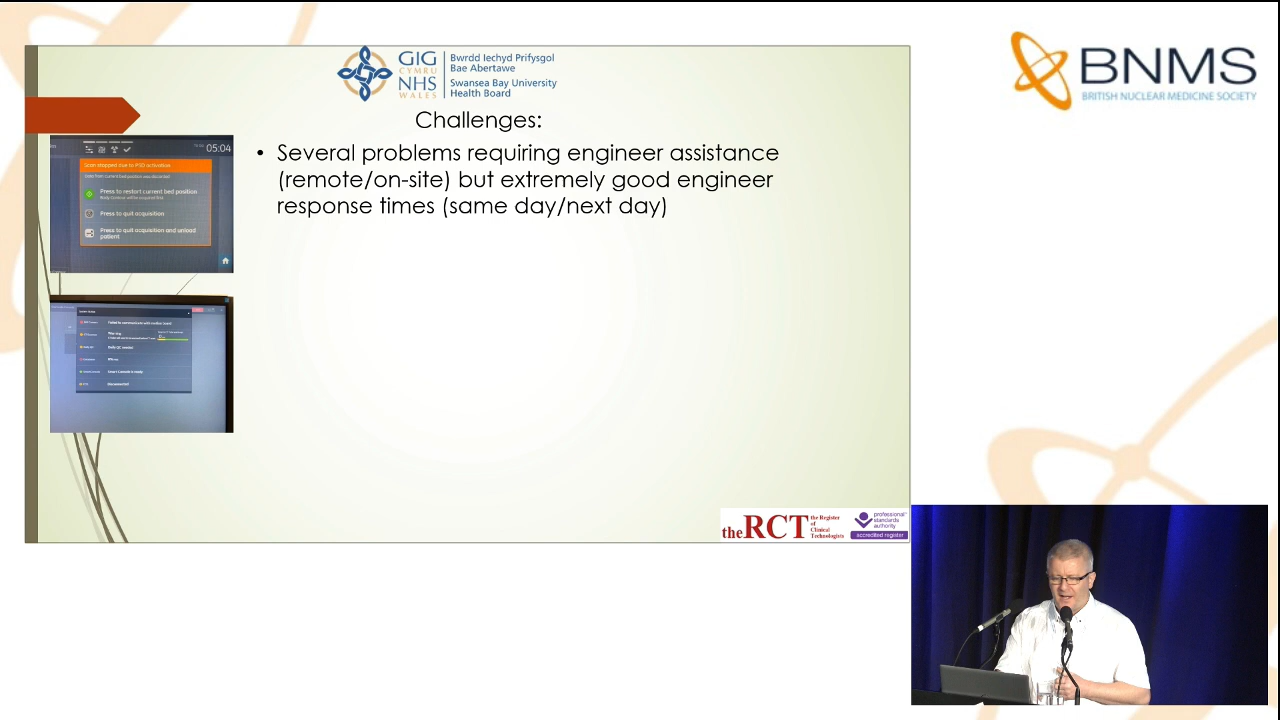 GIG
CYMRU
NHS
WALES
Bwrdd Iechyd Prifysgol
Bae Abertawe
Swansea Bay University
Health Board
BNMS
BRITISH NUCLEAR MEDICINE SOCIETY
Challenges:
• Several problems requiring engineer assistance
(remote/on-site) but extremely good engineer
response times (same day/next day)
05:04
Scan stopped due to PSD activation
Press to restart current bed position
Press to quit acquisition
Press to quit acquisition and unload
patient
Disconnected
theRCT
the Register
of
Clinical
Technologists
professional
standards
authority
accredited register